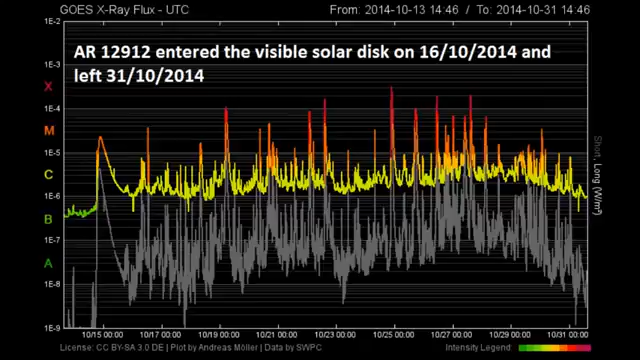 GOES X-Ray Flux - UTC
From: 2014-10-13 14:46 / To: 2014-10-31 14:46
AR 12912 entered the visible solar disk on 16/10/2014 and
left 31/10/2014
1E-2
1E-3
X
1E-4
M
1E-5
C
1E-6
B
1E-7
A
1E-8
1E-9
Short, Long (W/m²)
10/15 00:00 10/17 00:00 10/19 00:00 10/21 00:00 10/23 00:00 10/25 00:00 10/27 00:00 10/29 00:00 10/31 00:00
License: CC BY-SA 3.0 DE | Plot by Andreas Möller | Data by SWPC
Intensity Legend: